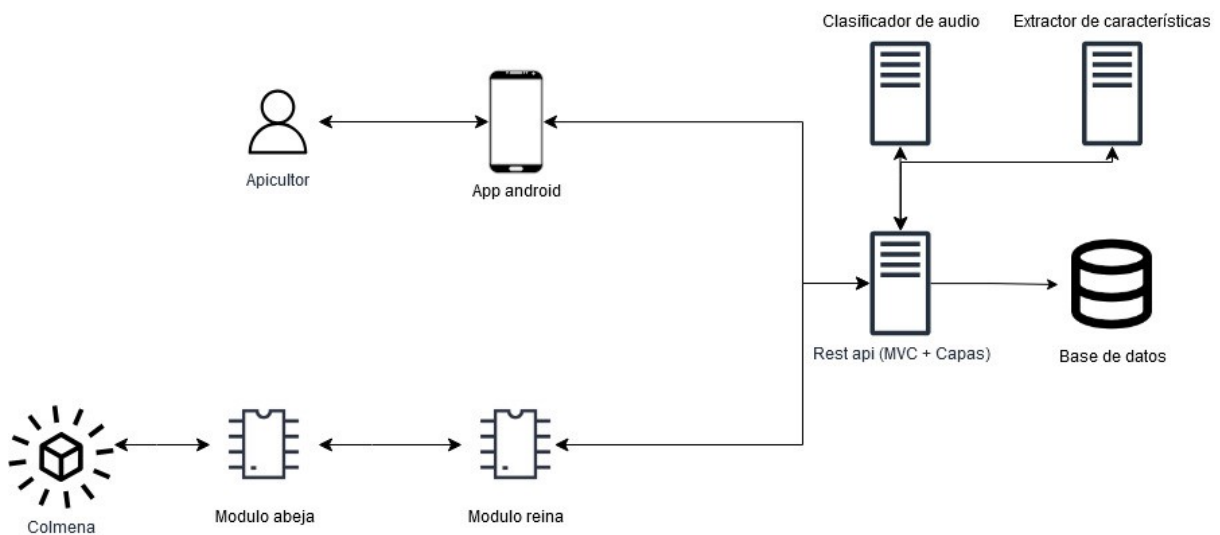 Clasificador de audio
Extractor de características
Apicultor
App android
Rest api (MVC + Capas)
Base de datos
Colmena
Modulo abeja
Modulo reina